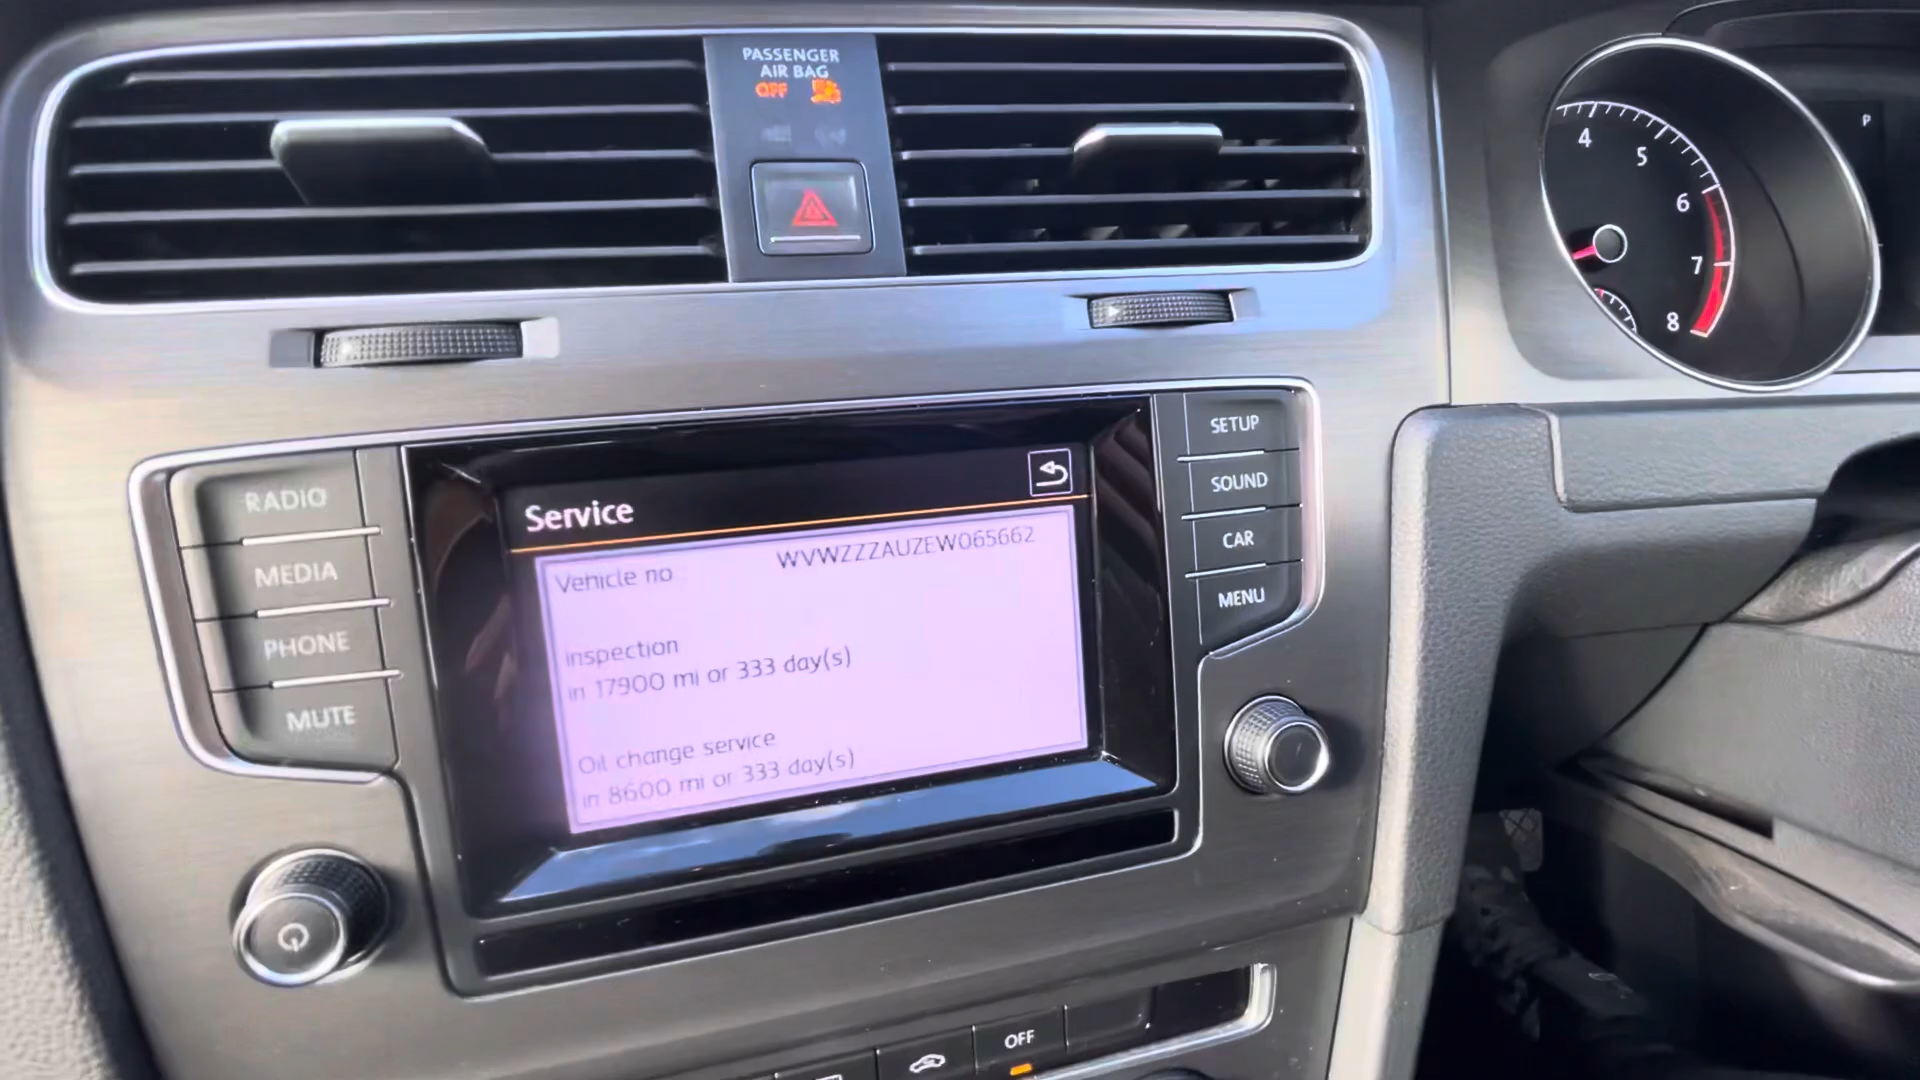 PASSENGER
AIR BAG
OFF
4
5
6
7
8
P
RADIO
MEDIA
PHONE
MUTE
Service
Vehicle no.
WVWZZZAUZEW065662
Inspection
in 17900 mi or 333 day(s)
Oil change service
in 8600 mi or 333 day(s)
SETUP
SOUND
CAR
MENU
OFF